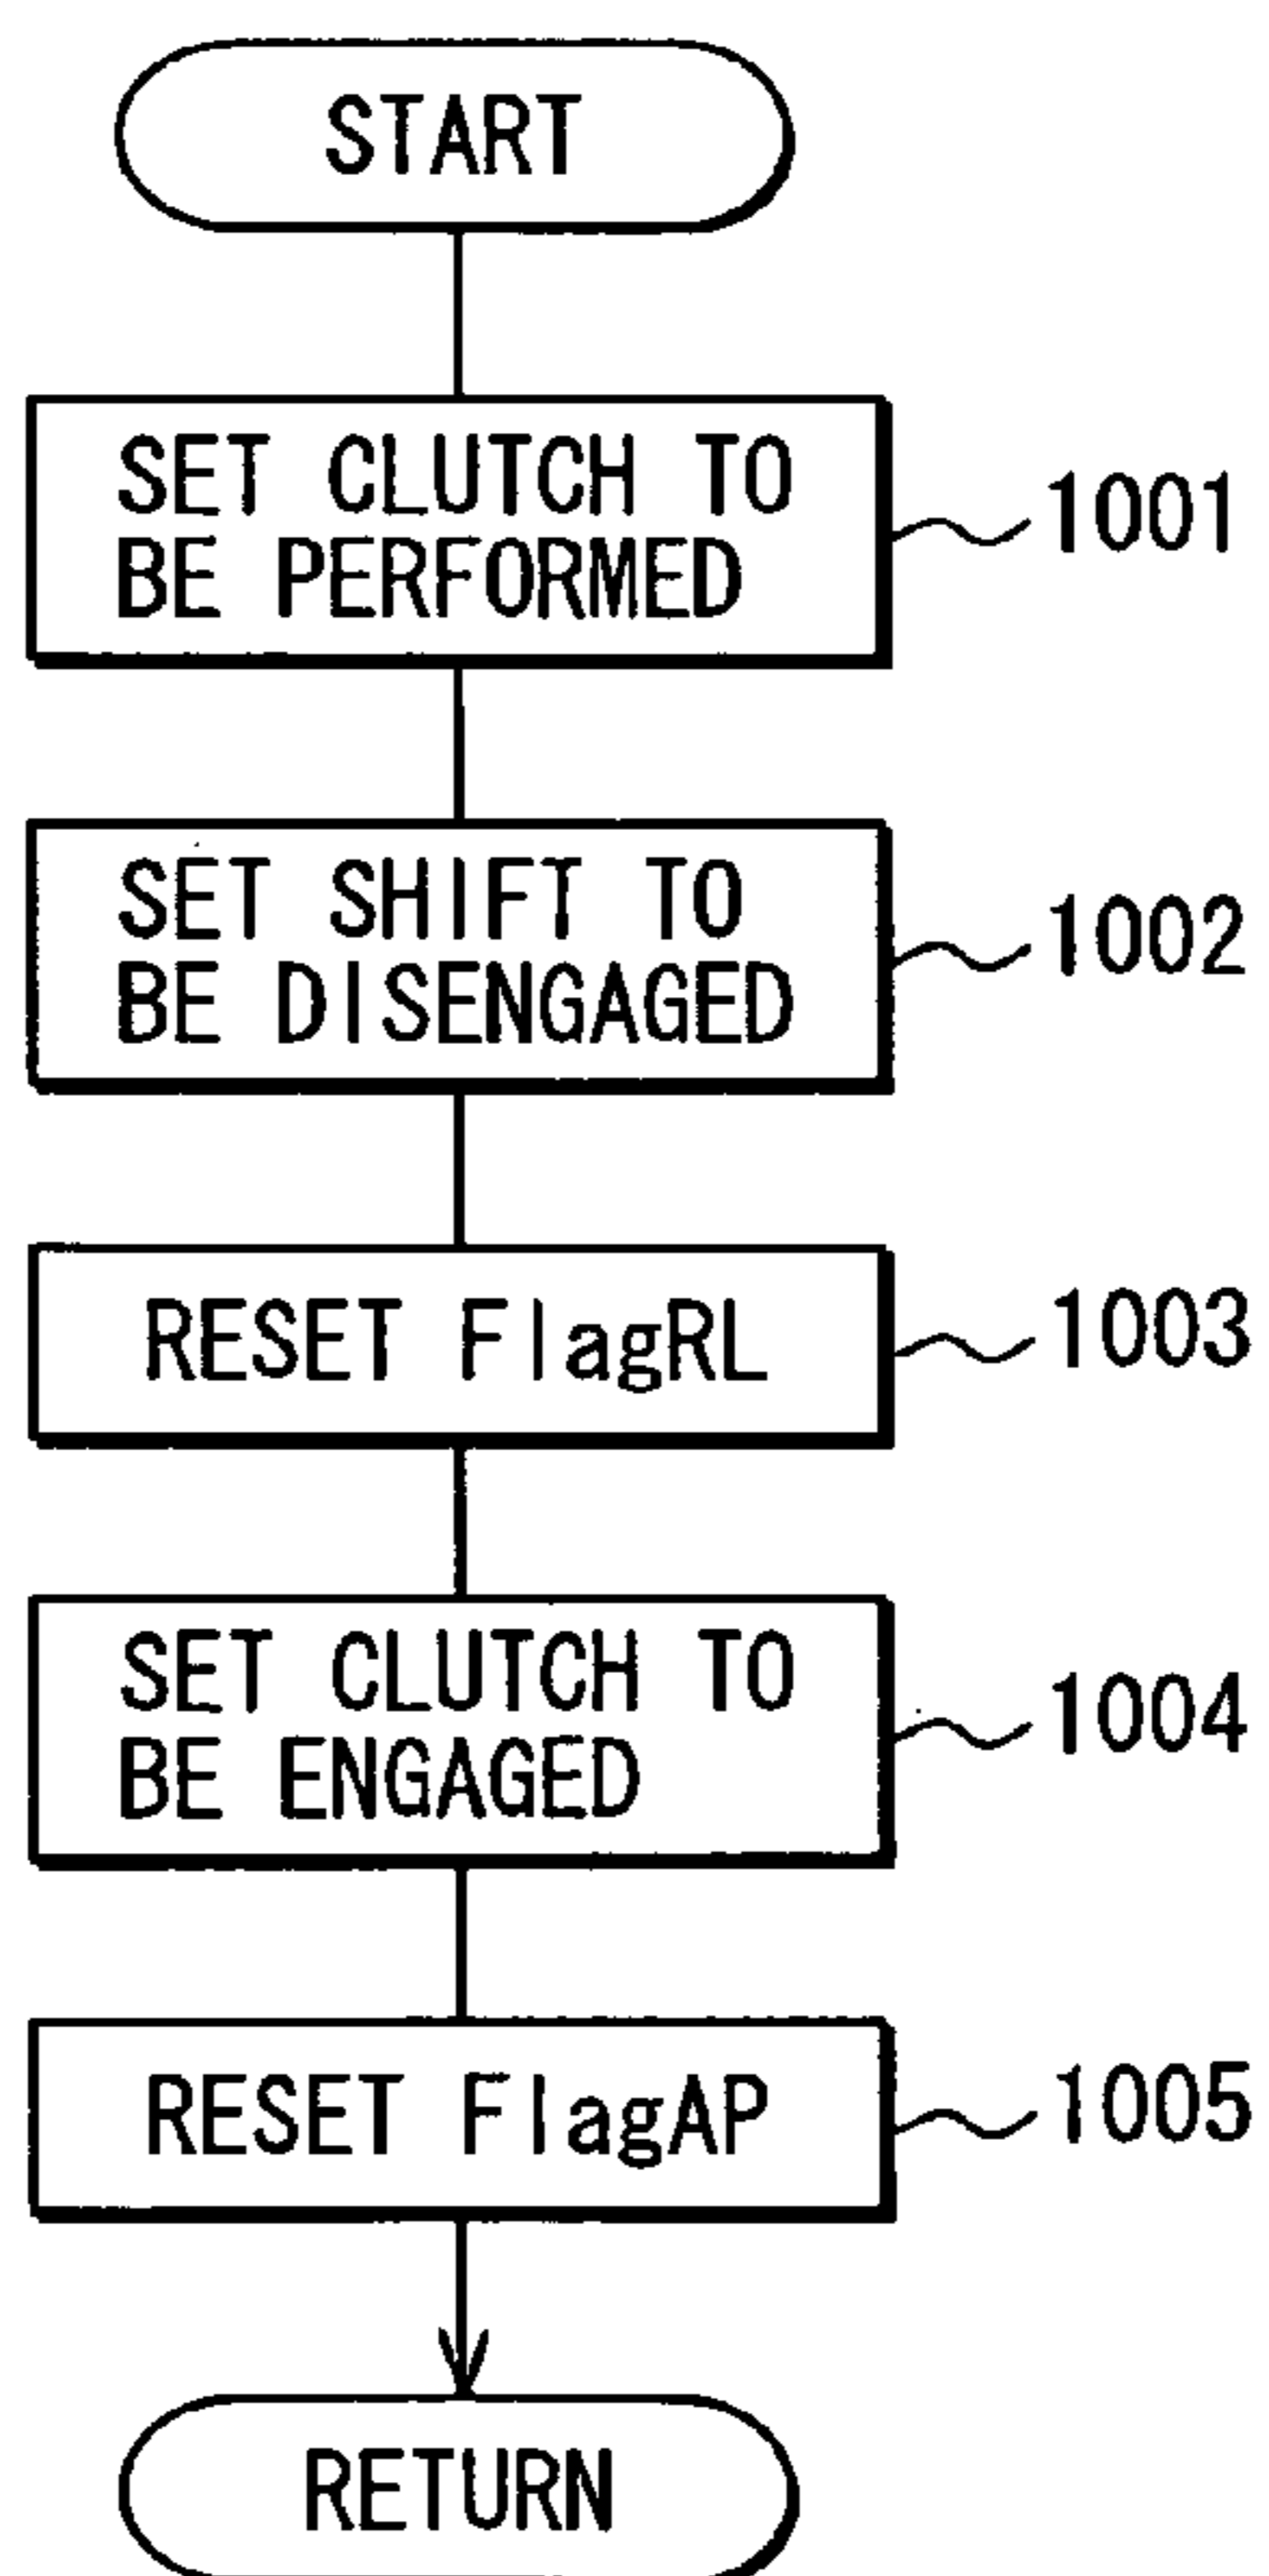 START
SET CLUTCH TO
BE PERFORMED
1001
SET SHIFT TO
BE DISENGAGED
1002
RESET FlagRL
1003
SET CLUTCH TO
BE ENGAGED
1004
RESET FlagAP
1005
RETURN